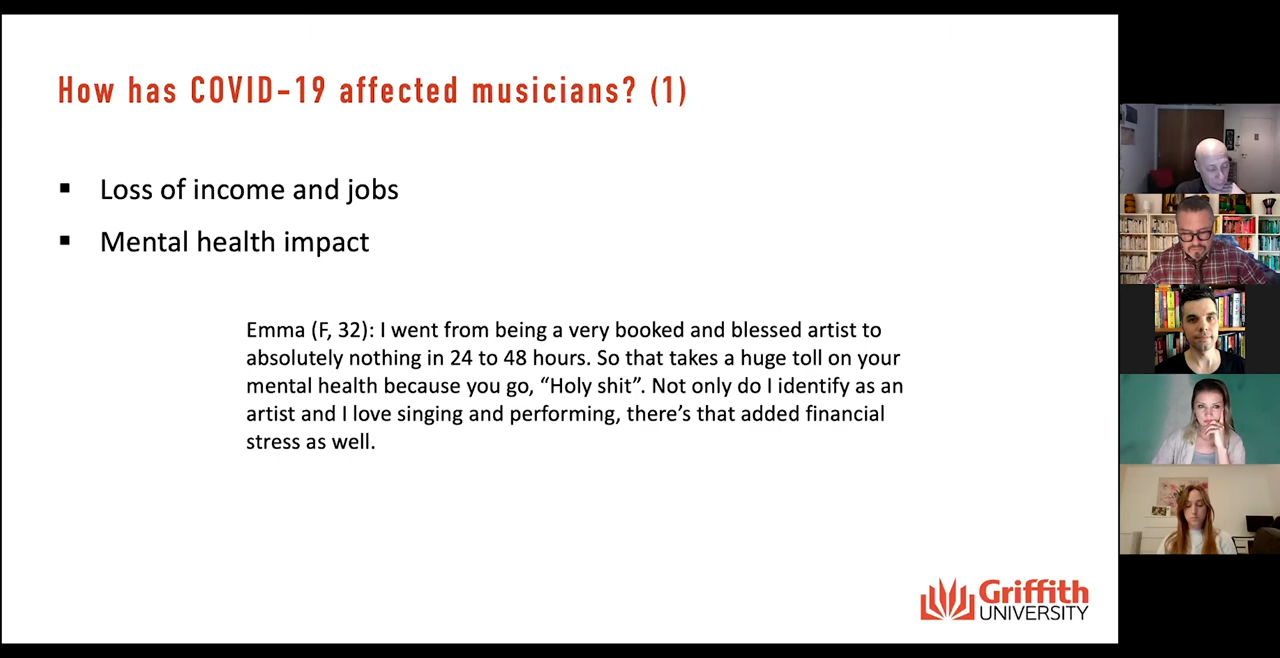 How has COVID-19 affected musicians? (1)
▪ Loss of income and jobs
▪ Mental health impact
Emma (F, 32): I went from being a very booked and blessed artist to
absolutely nothing in 24 to 48 hours. So that takes a huge toll on your
mental health because you go, “Holy shit”. Not only do I identify as an
artist and I love singing and performing, there’s that added financial
stress as well.
Griffith
UNIVERSITY